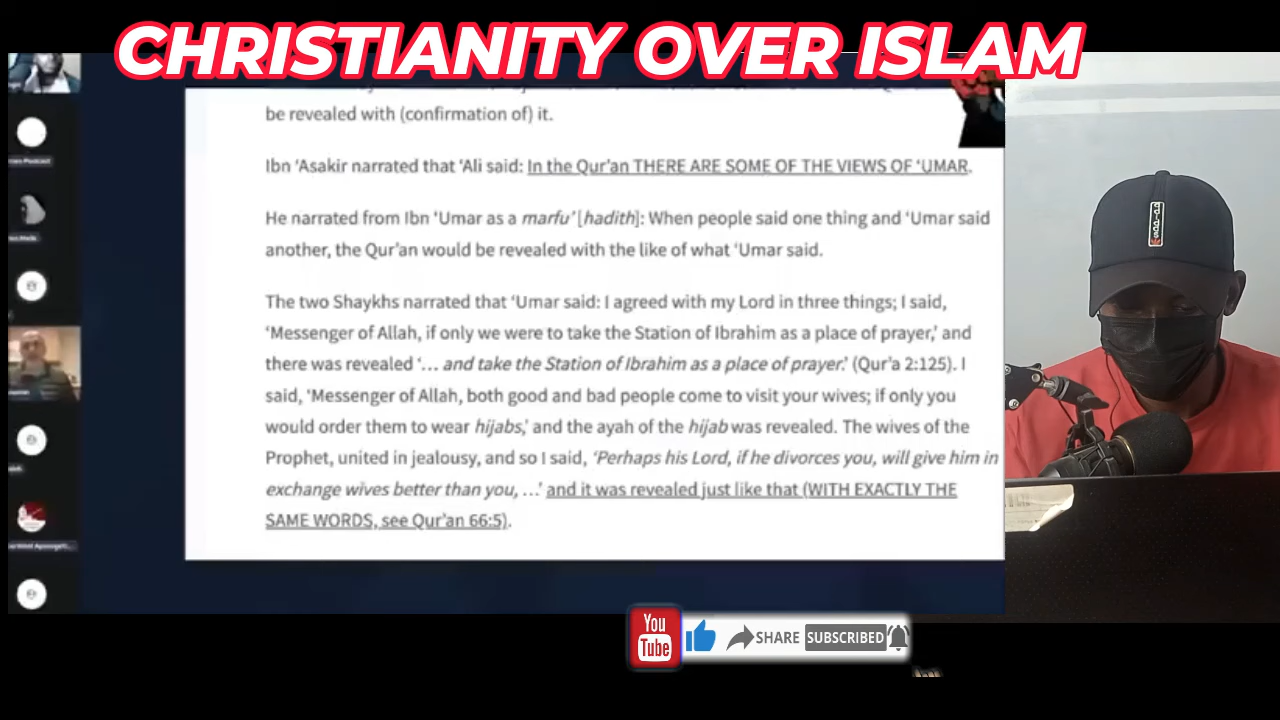 CHRISTIANITY OVER ISLAM
be revealed with (confirmation of) it.
Ibn ‘Asakir narrated that ‘Ali said: In the Qur’an THERE ARE SOME OF THE VIEWS OF ‘UMAR.
He narrated from Ibn ‘Umar as a marfu’ [hadith]: When people said one thing and ‘Umar said
another, the Qur’an would be revealed with the like of what ‘Umar said.
The two Shaykhs narrated that ‘Umar said: I agreed with my Lord in three things; I said,
‘Messenger of Allah, if only we were to take the Station of Ibrahim as a place of prayer,’ and
there was revealed ‘… and take the Station of Ibrahim as a place of prayer.’ (Qur’a 2:125). I
said, ‘Messenger of Allah, both good and bad people come to visit your wives; if only you
would order them to wear hijabs,’ and the ayah of the hijab was revealed. The wives of the
Prophet, united in jealousy, and so I said, ‘Perhaps his Lord, if he divorces you, will give him in
exchange wives better than you, …’ and it was revealed just like that (WITH EXACTLY THE
SAME WORDS, see Qur’an 66:5).
adidas
You
Tube
SHARE
SUBSCRIBED